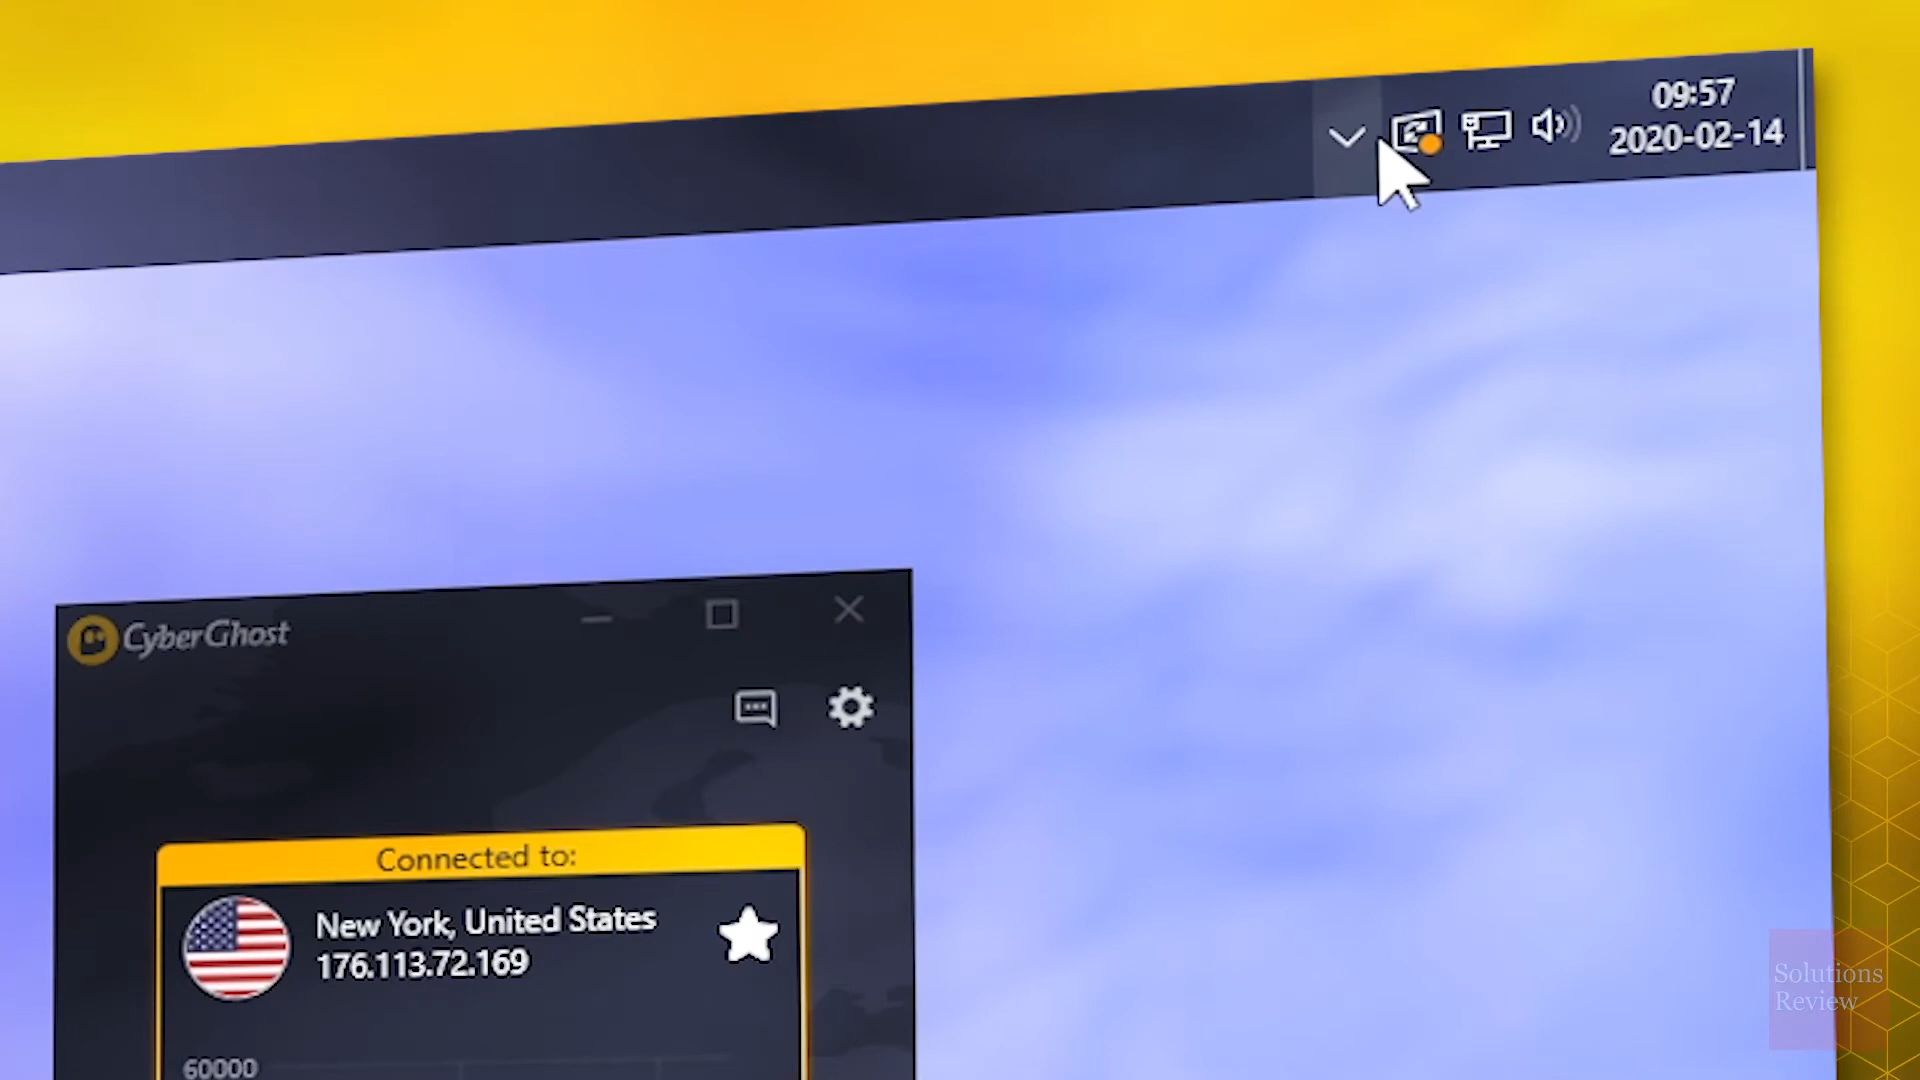 09:57
2020-02-14
CyberGhost
Connected to:
New York, United States
176.113.72.169
60000
Solutions
Review